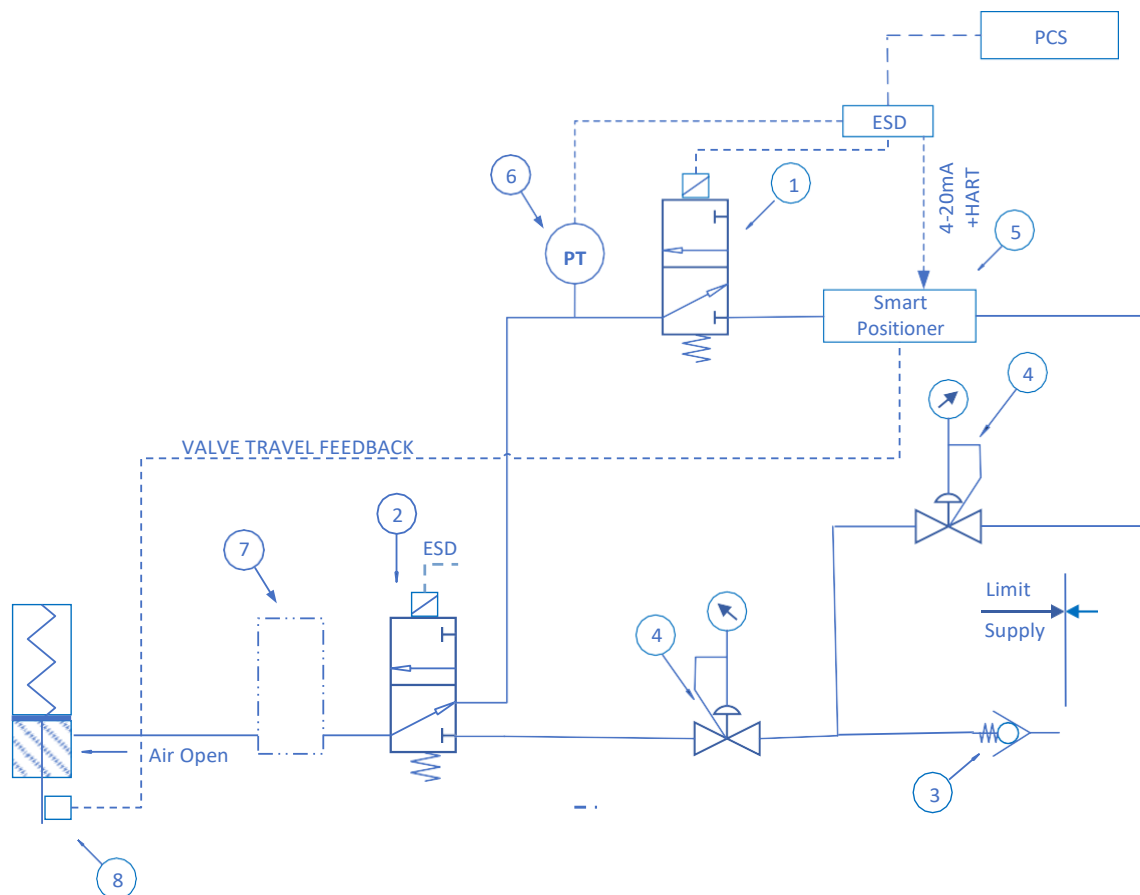 PCS
ESD
4-20mA
+HART
6
1
5
PT
Smart
Positioner
4
VALVE TRAVEL FEEDBACK
2
ESD
7
4
Limit
Supply
Air Open
3
8